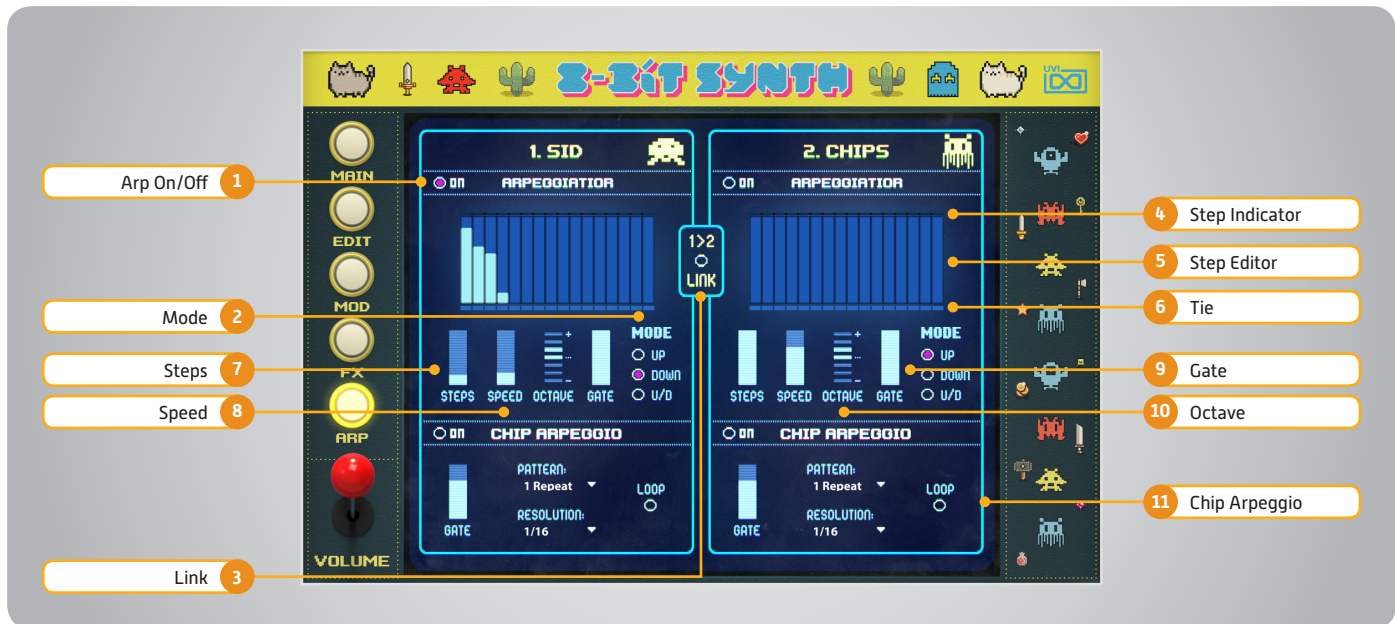 8-BIT SYNTH
UVI
MAIN
EDIT
MOD
FX
ARP
VOLUME
1. SID
ON ARPEGGIATIOR
STEPS SPEED OCTAVE GATE
+
...
–
MODE
UP
DOWN
U/D
ON CHIP ARPEGGIO
GATE
PATTERN:
1 Repeat
RESOLUTION:
1/16
LOOP
1>2
LINK
2. CHIPS
ON ARPEGGIATIOR
STEPS SPEED OCTAVE GATE
+
...
–
MODE
UP
DOWN
U/D
ON CHIP ARPEGGIO
GATE
PATTERN:
1 Repeat
RESOLUTION:
1/16
LOOP
Arp On/Off 1
Mode 2
Steps 7
Speed 8
Link 3
4 Step Indicator
5 Step Editor
6 Tie
9 Gate
10 Octave
11 Chip Arpeggio